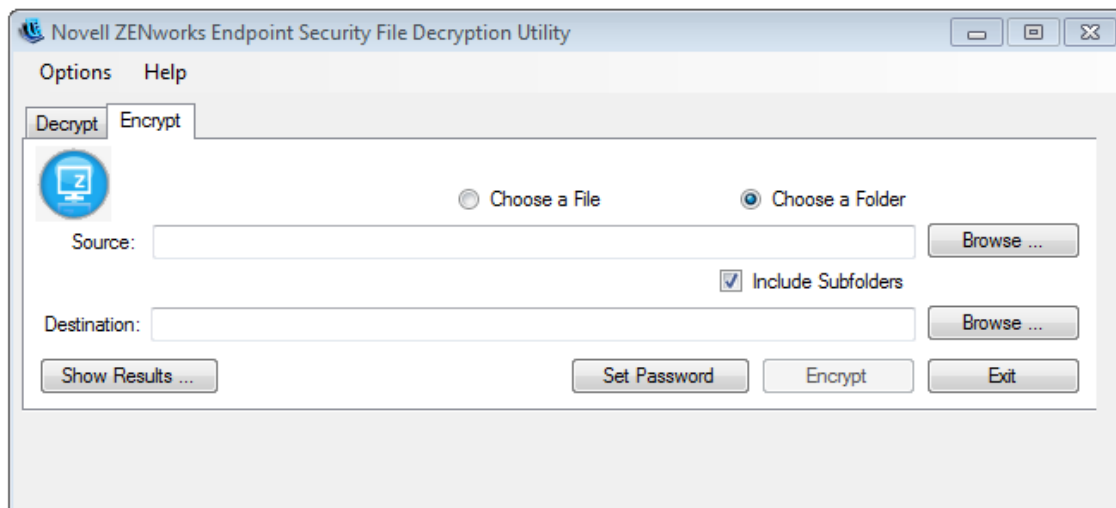 Novell ZENworks Endpoint Security File Decryption Utility
Options Help
Decrypt Encrypt
Z
Choose a File Choose a Folder
Source: Browse ...
Include Subfolders
Destination: Browse ...
Show Results ... Set Password Encrypt Exit